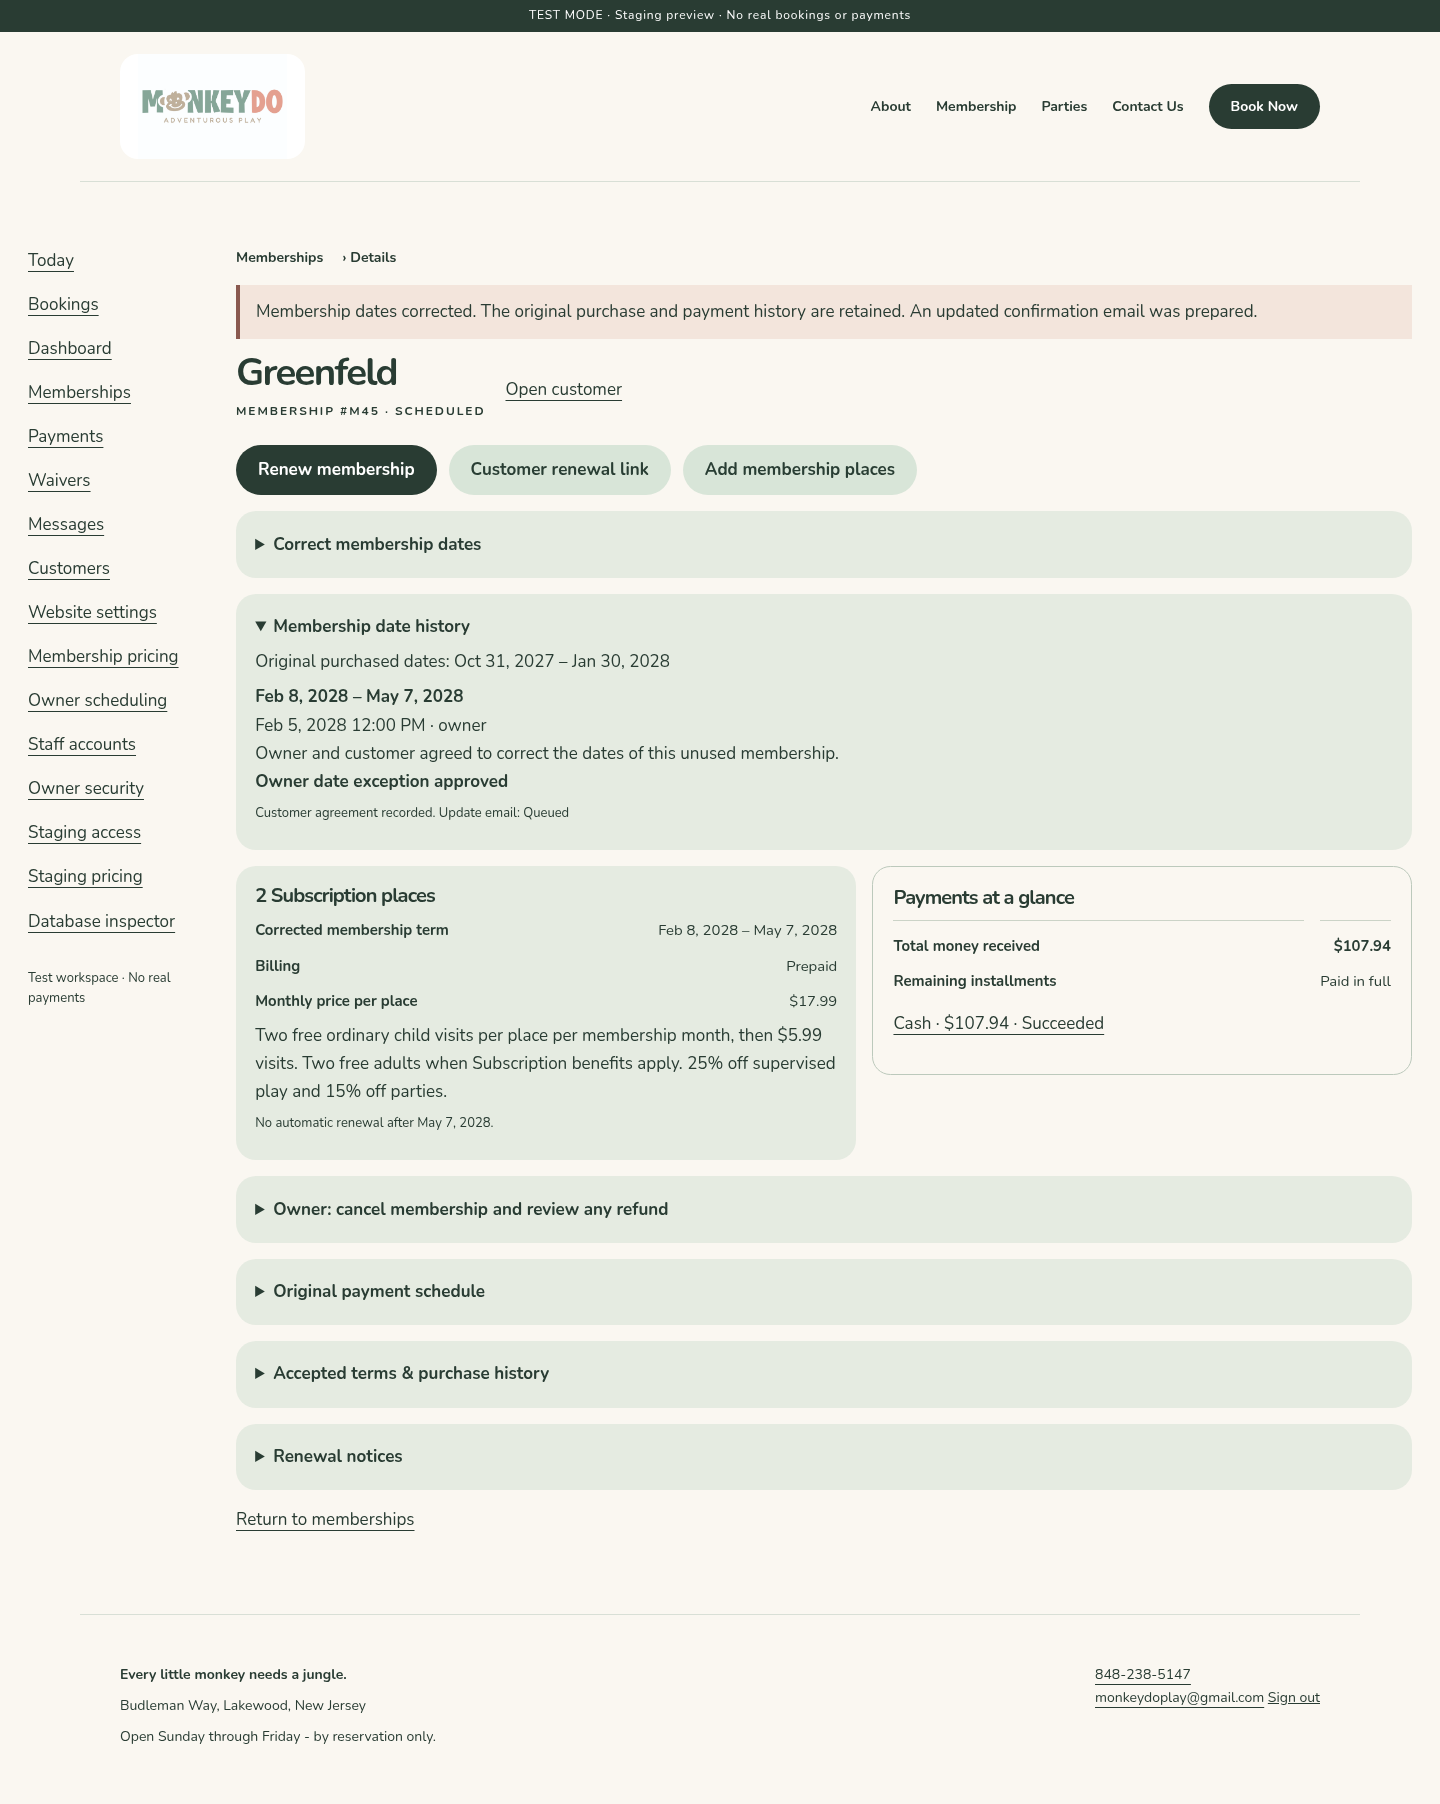 TEST MODE · Staging preview · No real bookings or payments
MONKEYDO
ADVENTUROUS PLAY
About
Membership
Parties
Contact Us
Book Now
Today
Bookings
Dashboard
Memberships
Payments
Waivers
Messages
Customers
Website settings
Membership pricing
Owner scheduling
Staff accounts
Owner security
Staging access
Staging pricing
Database inspector
Test workspace · No real
payments
Memberships › Details
Membership dates corrected. The original purchase and payment history are retained. An updated confirmation email was prepared.
Greenfeld
MEMBERSHIP #M45 · SCHEDULED
Open customer
Renew membership
Customer renewal link
Add membership places
Correct membership dates
Membership date history
Original purchased dates: Oct 31, 2027 – Jan 30, 2028
Feb 8, 2028 – May 7, 2028
Feb 5, 2028 12:00 PM · owner
Owner and customer agreed to correct the dates of this unused membership.
Owner date exception approved
Customer agreement recorded. Update email: Queued
2 Subscription places
Corrected membership term Feb 8, 2028 – May 7, 2028
Billing Prepaid
Monthly price per place $17.99
Two free ordinary child visits per place per membership month, then $5.99
visits. Two free adults when Subscription benefits apply. 25% off supervised
play and 15% off parties.
No automatic renewal after May 7, 2028.
Payments at a glance
Total money received $107.94
Remaining installments Paid in full
Cash · $107.94 · Succeeded
Owner: cancel membership and review any refund
Original payment schedule
Accepted terms & purchase history
Renewal notices
Return to memberships
Every little monkey needs a jungle.
Budleman Way, Lakewood, New Jersey
Open Sunday through Friday - by reservation only.
848-238-5147
monkeydoplay@gmail.com Sign out